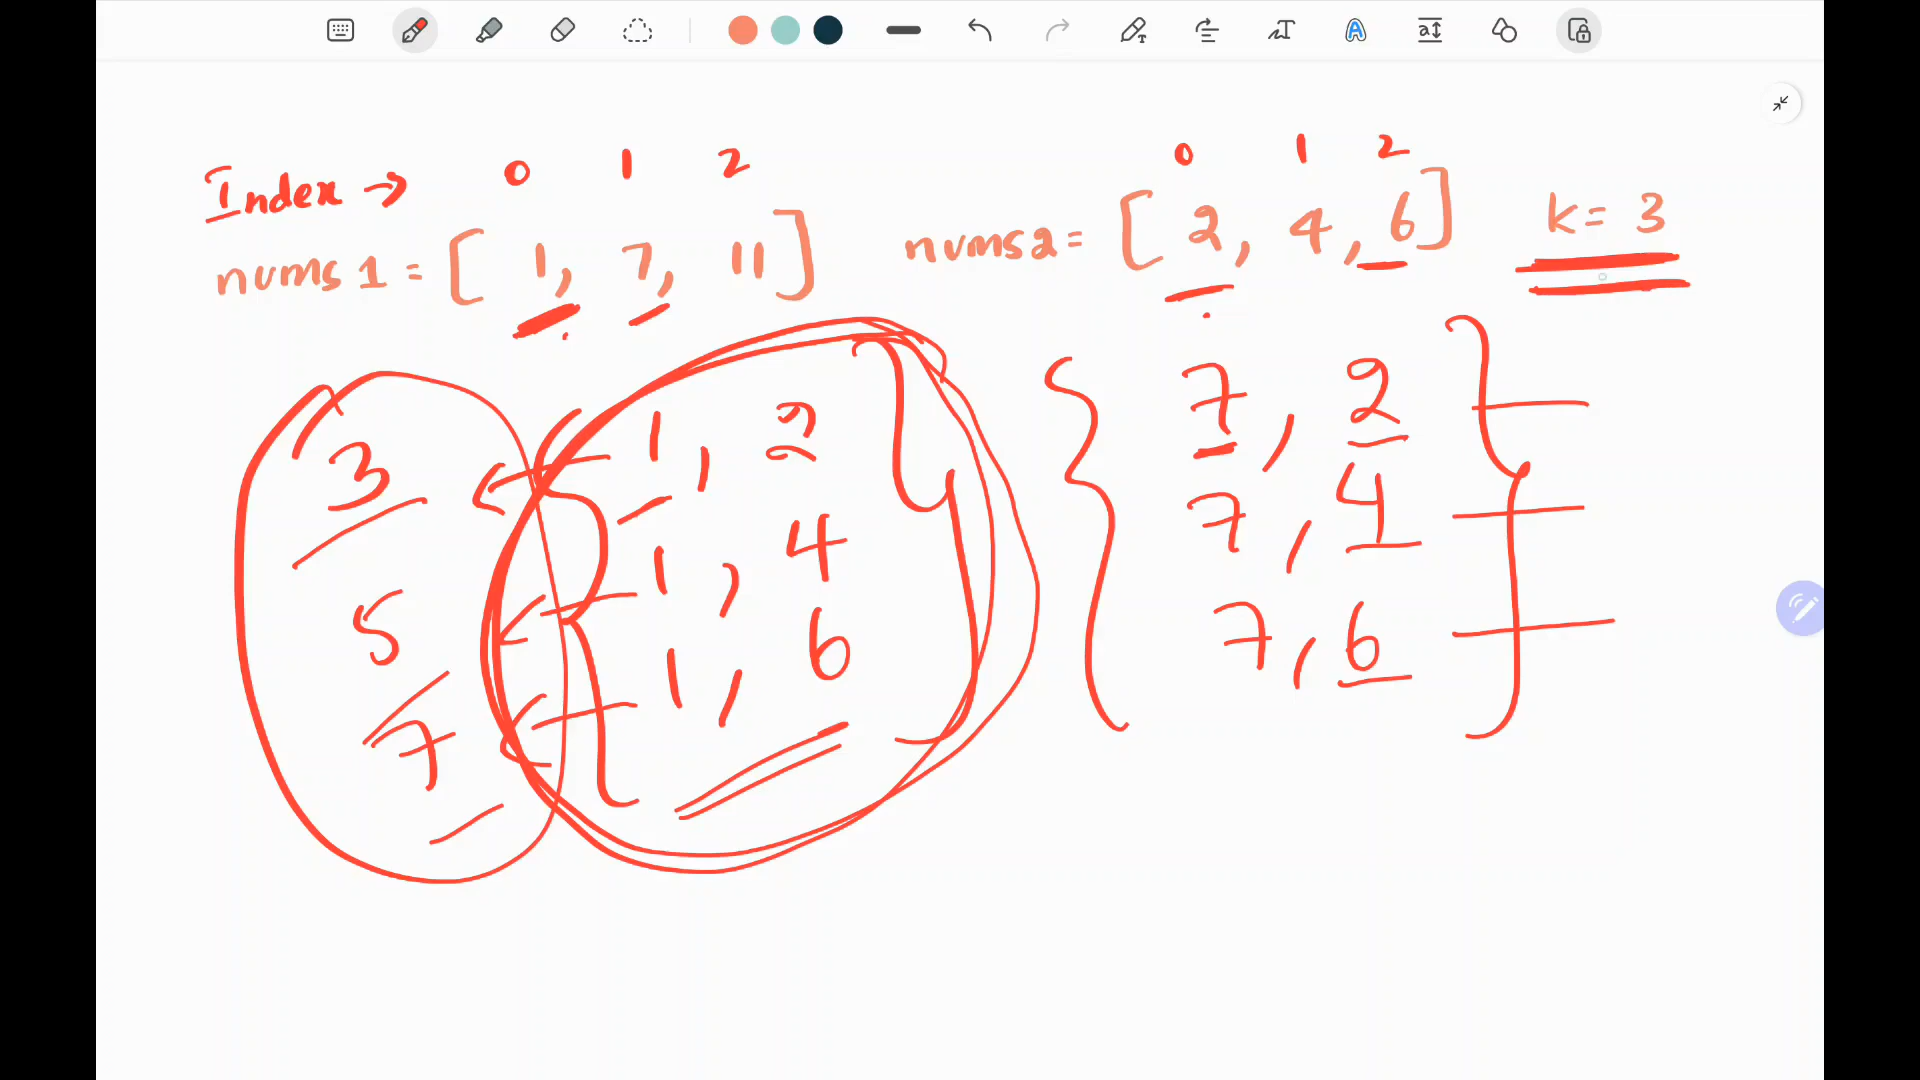 Index → 0 1 2
0 1 2
nums1 = [ 1, 7, 11 ]
nums2 = [ 2, 4, 6 ]
k = 3
3
5
7
1, 2
1, 4
1, 6
7, 2
7, 4
7, 6